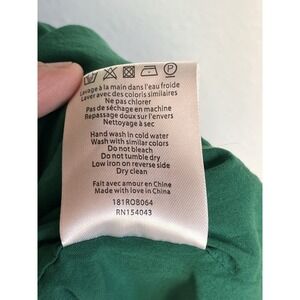 Lavage à la main dans l'eau froide
Laver avec des coloris similaires
Ne pas chlorer
Pas de séchage en machine
Repassage doux sur l'envers
Nettoyage à sec
Hand wash in cold water
Wash with similar colors
Do not bleach
Do not tumble dry
Low iron on reverse side
Dry clean
Fait avec amour en Chine
Made with love in China
181ROB064
RN154043